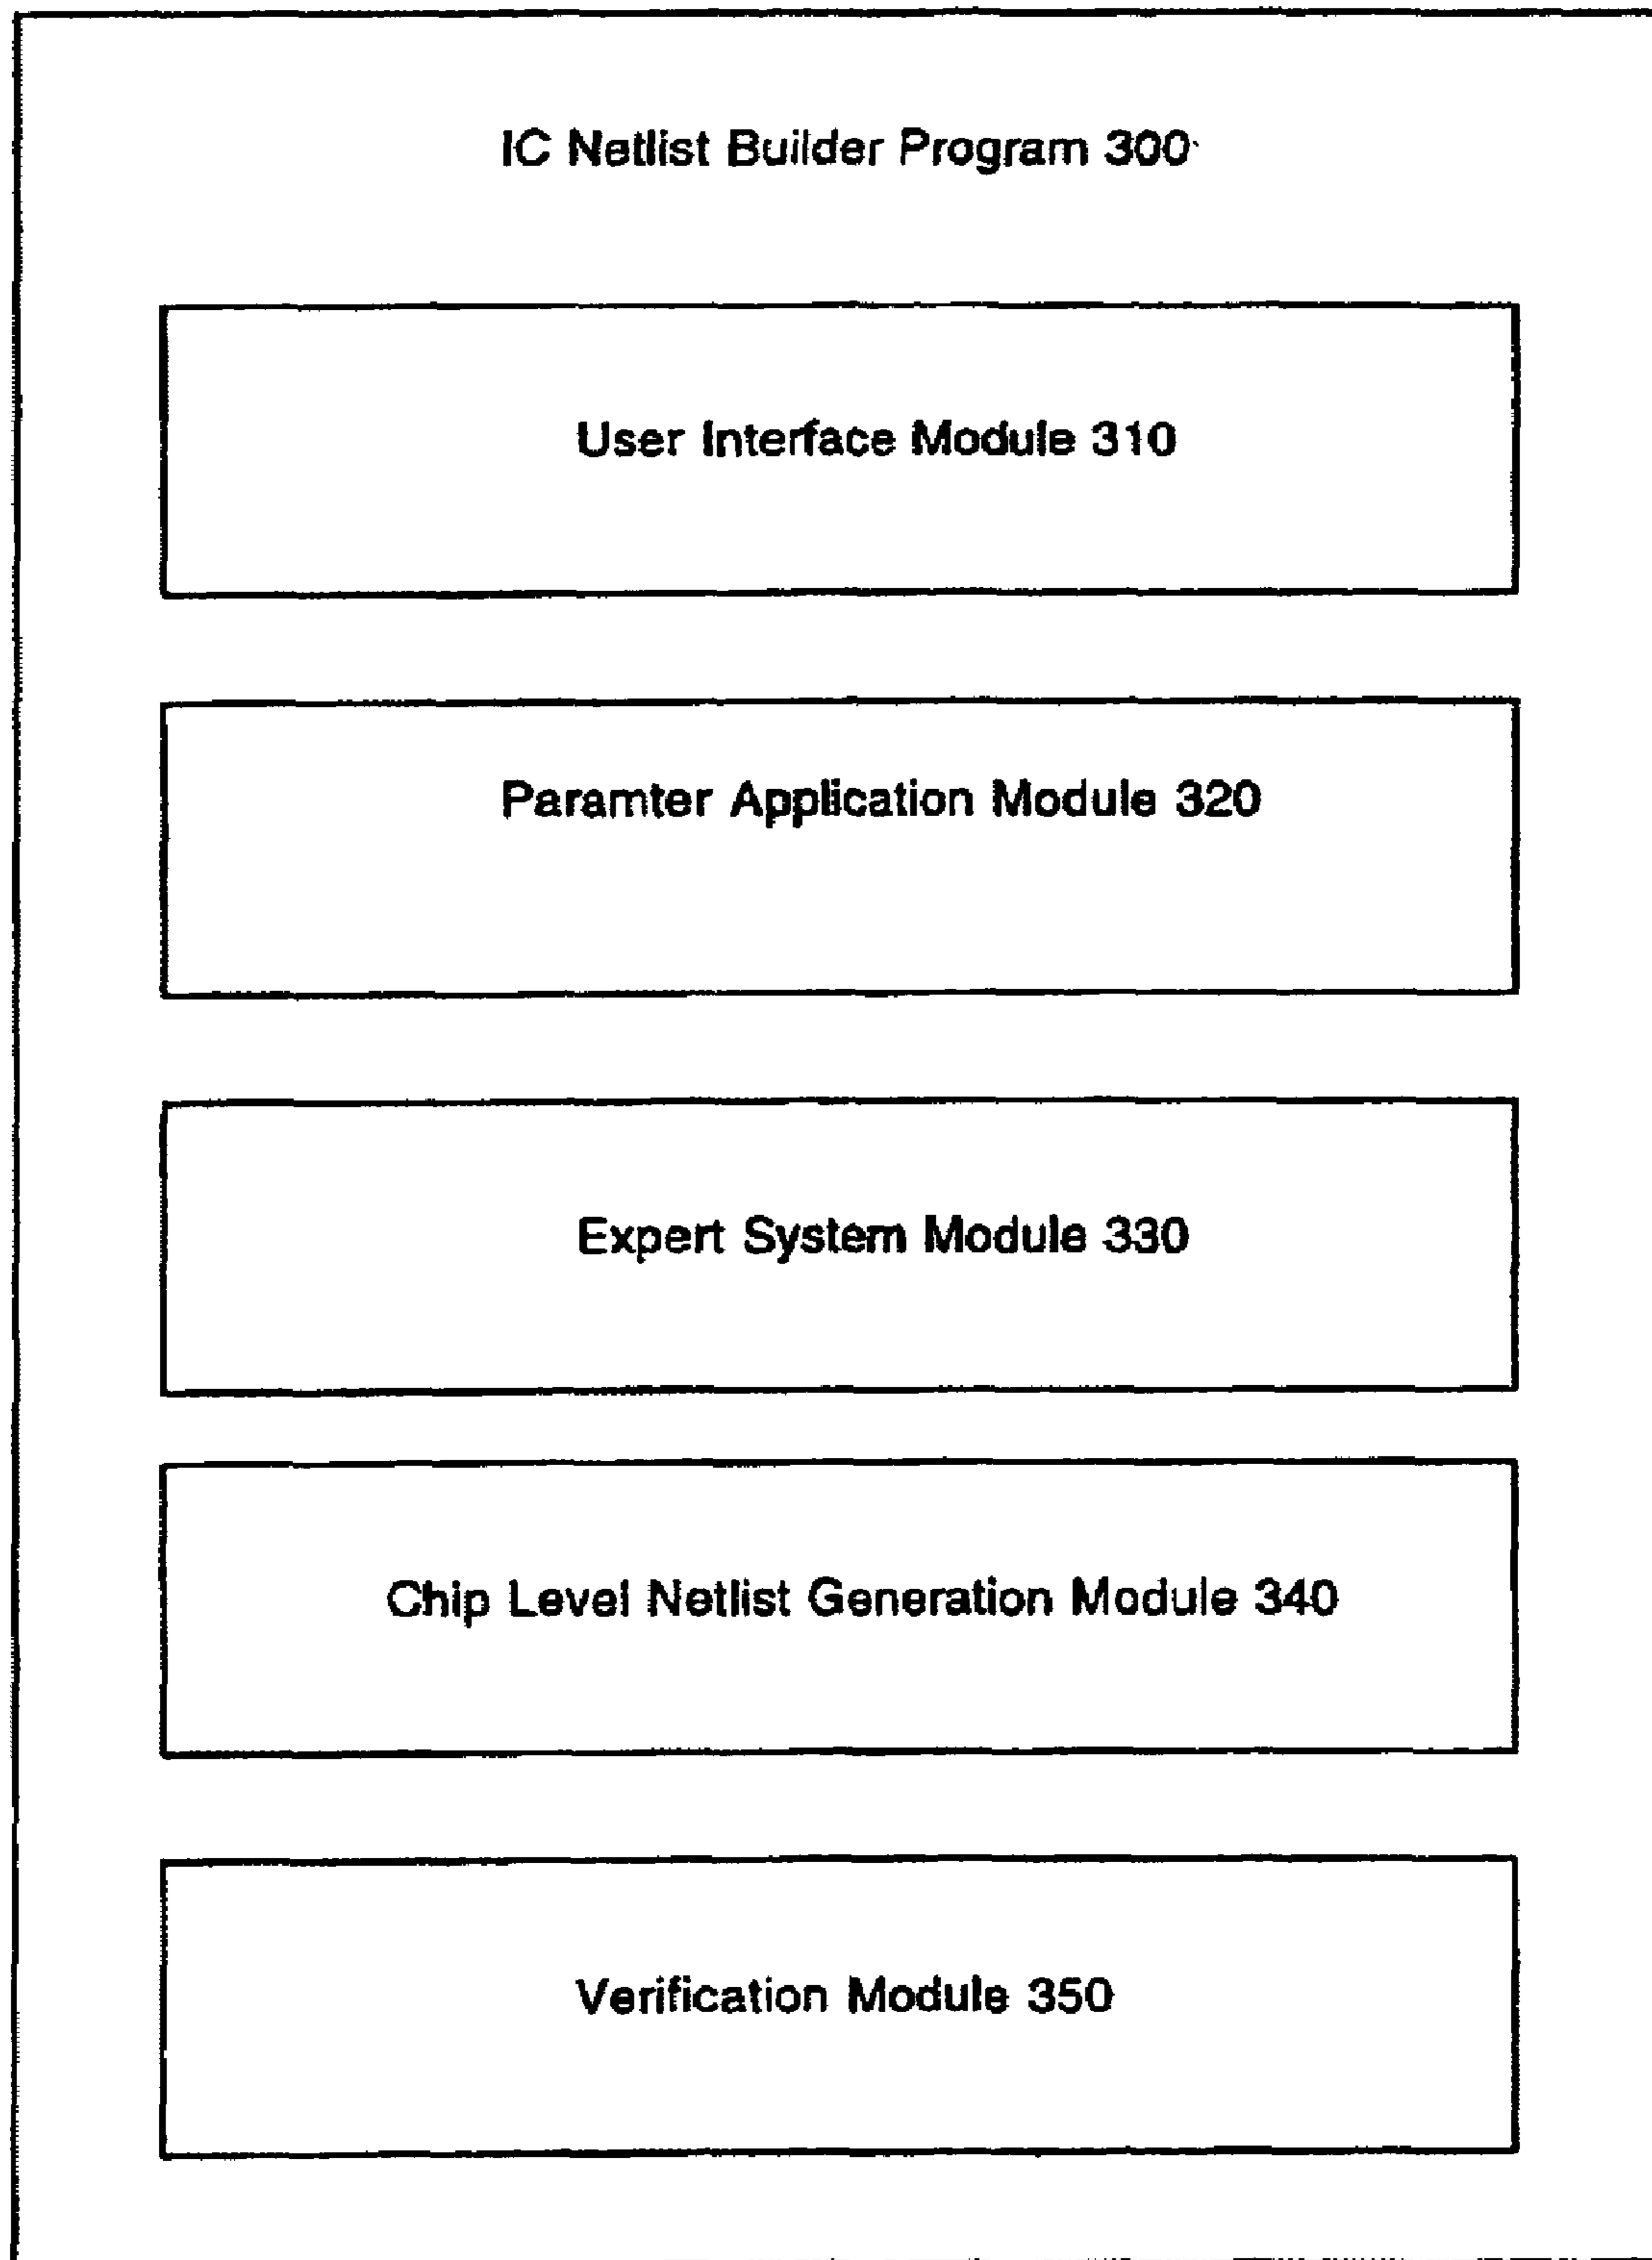 IC Netlist Builder Program 300
User Interface Module 310
Paramter Application Module 320
Expert System Module 330
Chip Level Netlist Generation Module 340
Verification Module 350